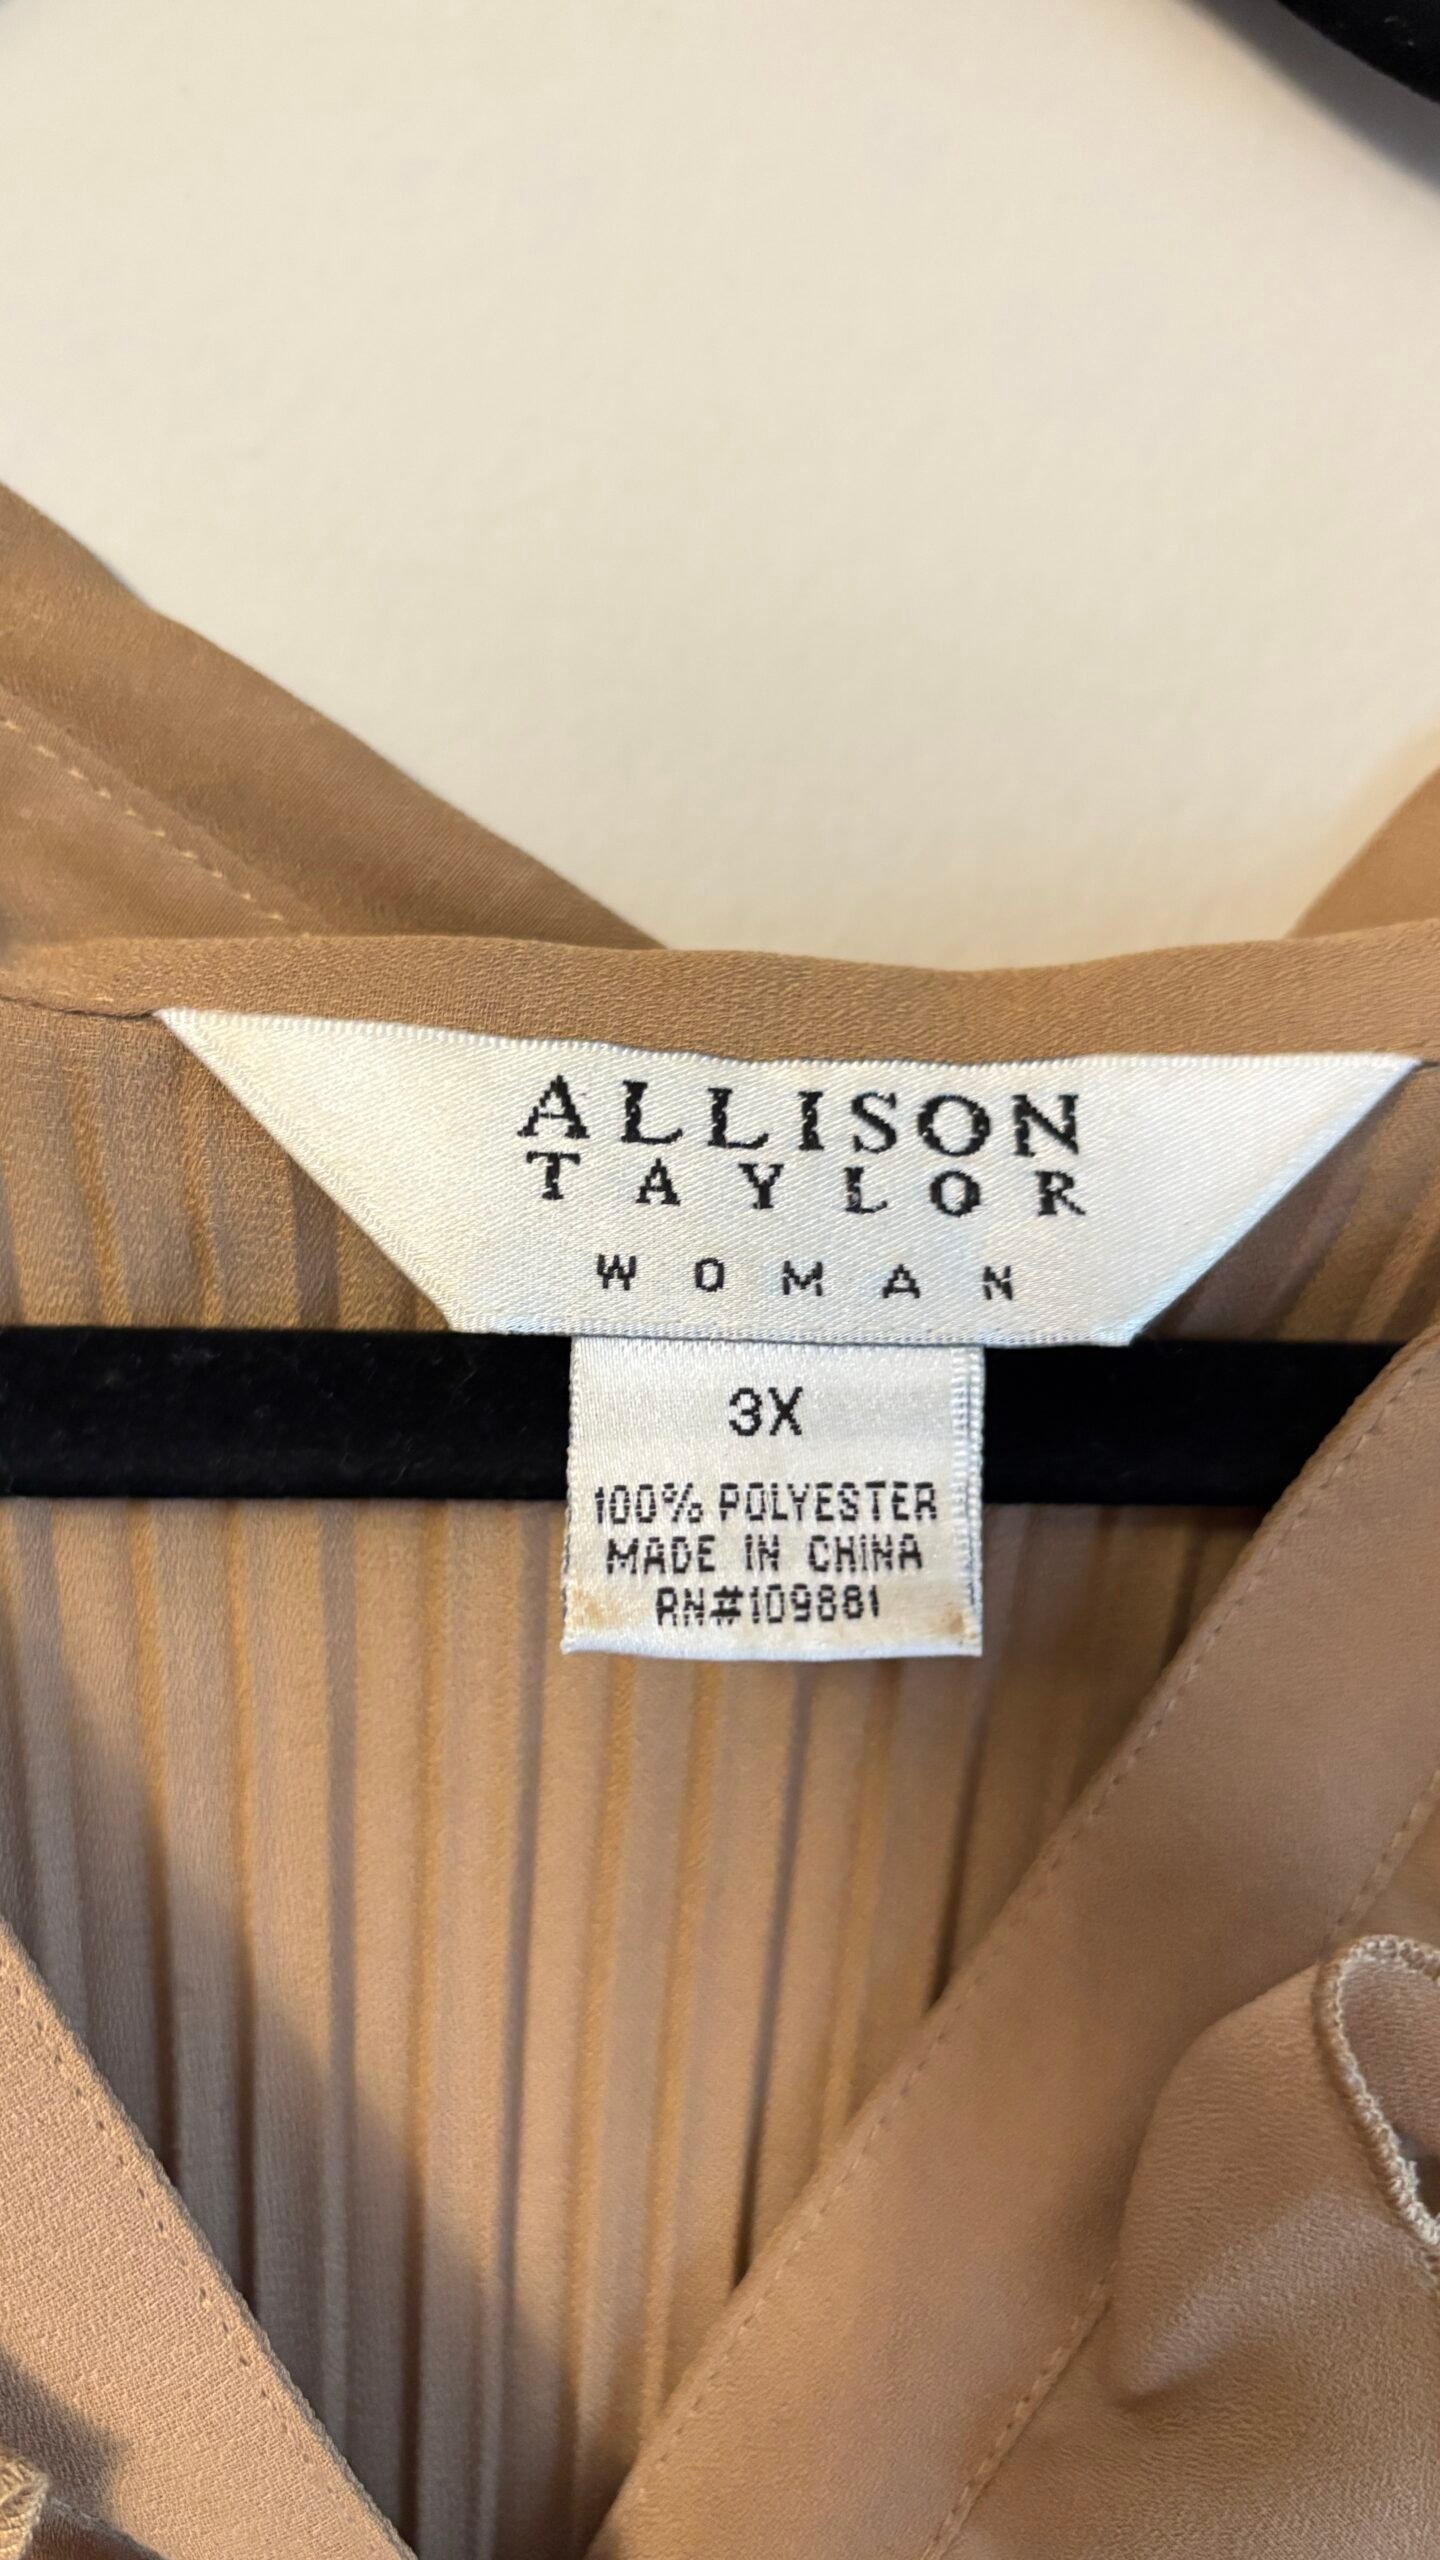 ALLISON
TAYLOR
WOMAN
3X
100% POLYESTER
MADE IN CHINA
RN#109881